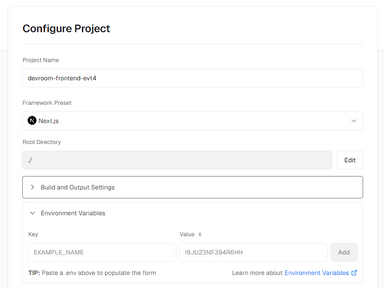 Configure Project
Project Name
devroom-frontend-evt4
Framework Preset
Next.js
Root Directory
./
Edit
Build and Output Settings
Environment Variables
Key
Value
EXAMPLE_NAME
I9JU23NF394R6HH
Add
TIP: Paste a .env above to populate the form
Learn more about Environment Variables